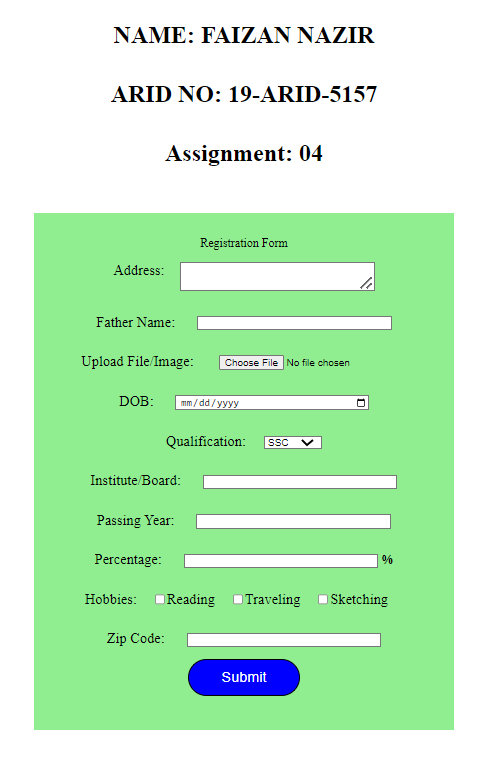 NAME: FAIZAN NAZIR
ARID NO: 19-ARID-5157
Assignment: 04
Registration Form
Address:
Father Name:
Upload File/Image: Choose File No file chosen
DOB: mm/dd/yyyy
Qualification: SSC
Institute/Board:
Passing Year:
Percentage: %
Hobbies: Reading Traveling Sketching
Zip Code:
Submit